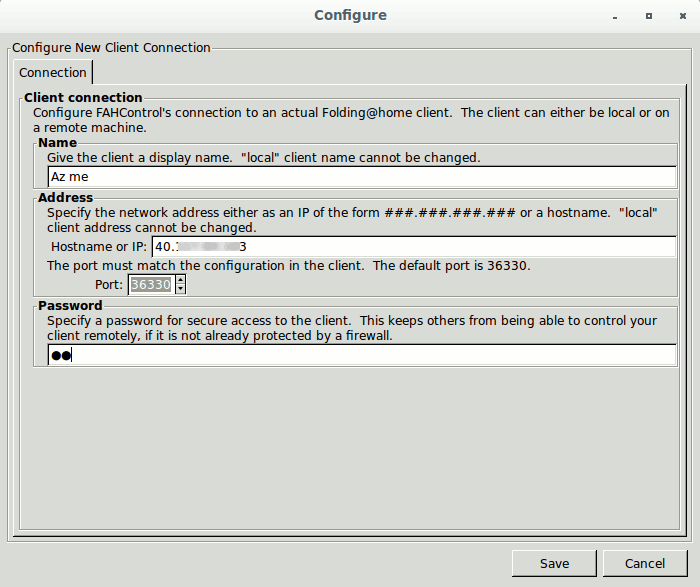 Configure
Configure New Client Connection
Connection
Client connection
Configure FAHControl's connection to an actual Folding@home client.  The client can either be local or on
a remote machine.
Name
Give the client a display name.  "local" client name cannot be changed.
Az me
Address
Specify the network address either as an IP of the form ###.###.###.### or a hostname.  "local"
client address cannot be changed.
Hostname or IP:
The port must match the configuration in the client.  The default port is 36330.
Port: 36330
Password
Specify a password for secure access to the client.  This keeps others from being able to control your
client remotely, if it is not already protected by a firewall.
●●
Save Cancel